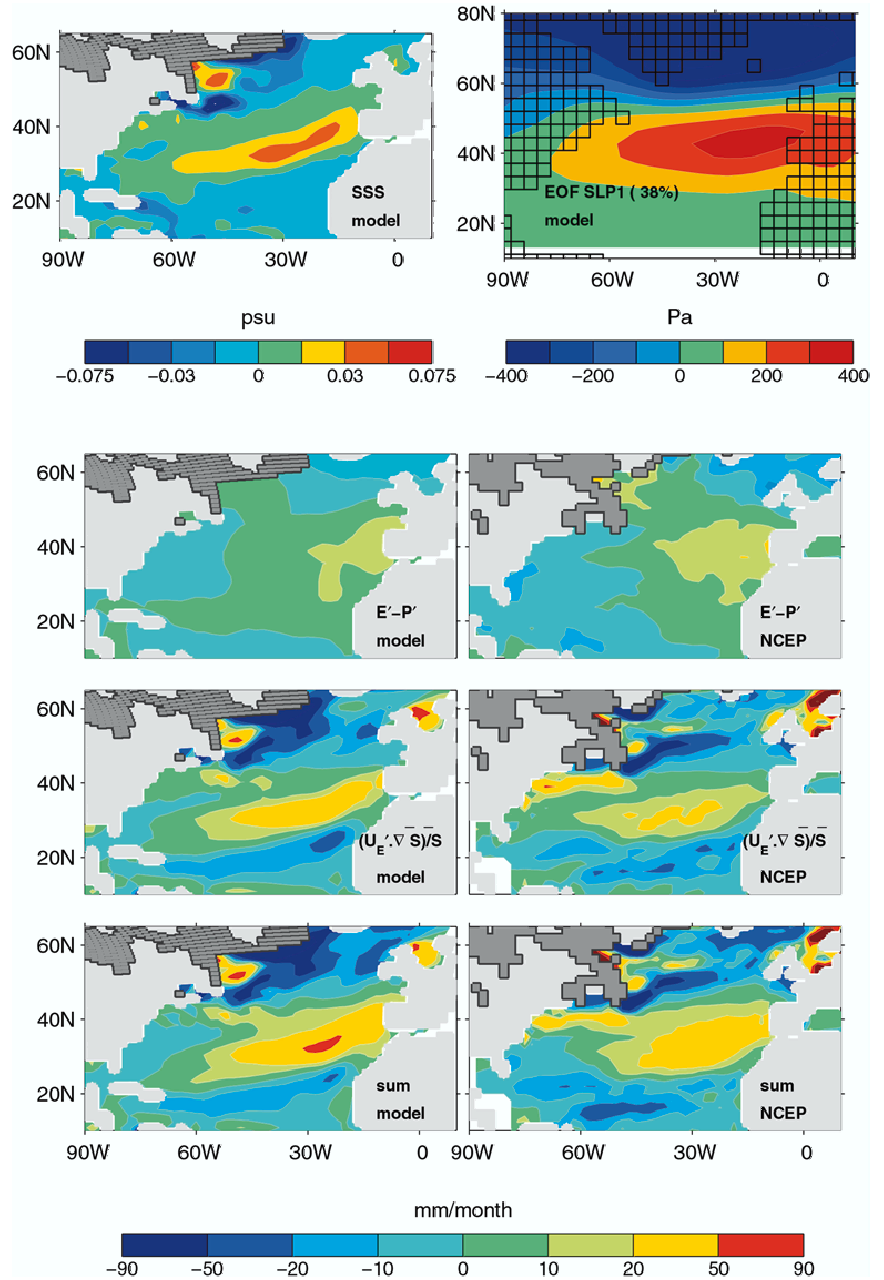 60N
40N
20N
90W 60W 30W 0
SSS
model
80N
60N
40N
20N
90W 60W 30W 0
EOF SLP1 ( 38%)
model
psu
−0.075 −0.03 0 0.03 0.075
Pa
−400 −200 0 200 400
60N
40N
20N
E′−P′
model
E′−P′
NCEP
60N
40N
20N
(U_E′.∇ S̄)/S̄
model
(U_E′.∇ S̄)/S̄
NCEP
60N
40N
20N
sum
model
sum
NCEP
90W 60W 30W 0
90W 60W 30W 0
mm/month
−90 −50 −20 −10 0 10 20 50 90